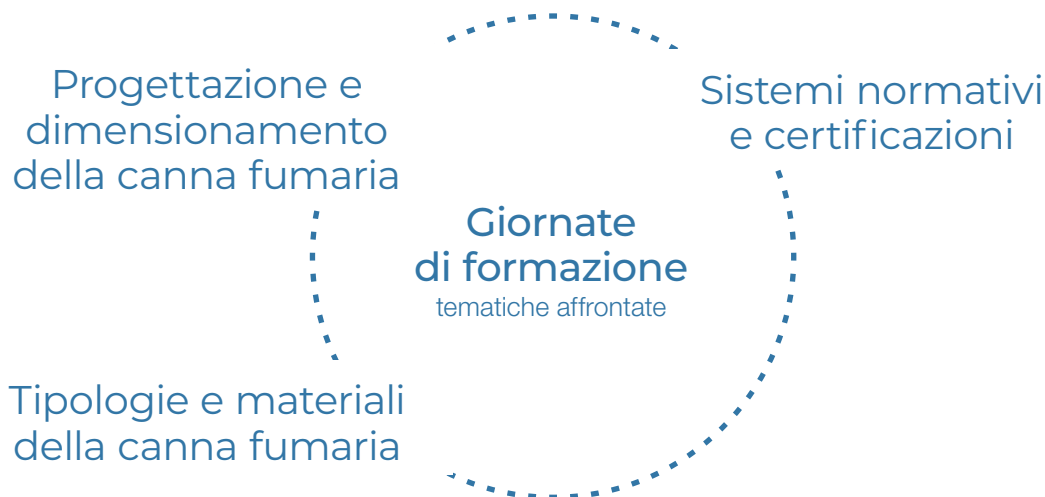 Progettazione e
dimensionamento
della canna fumaria
Sistemi normativi
e certificazioni
Giornate
di formazione
tematiche affrontate
Tipologie e materiali
della canna fumaria